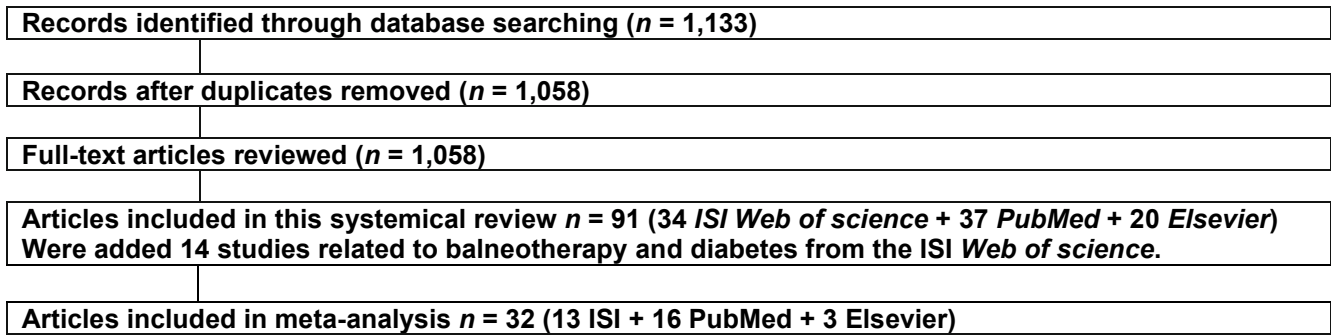 Records identified through database searching (n = 1,133)
Records after duplicates removed (n = 1,058)
Full-text articles reviewed (n = 1,058)
Articles included in this systemical review n = 91 (34 ISI Web of science + 37 PubMed + 20 Elsevier)
Were added 14 studies related to balneotherapy and diabetes from the ISI Web of science.
Articles included in meta-analysis n = 32 (13 ISI + 16 PubMed + 3 Elsevier)